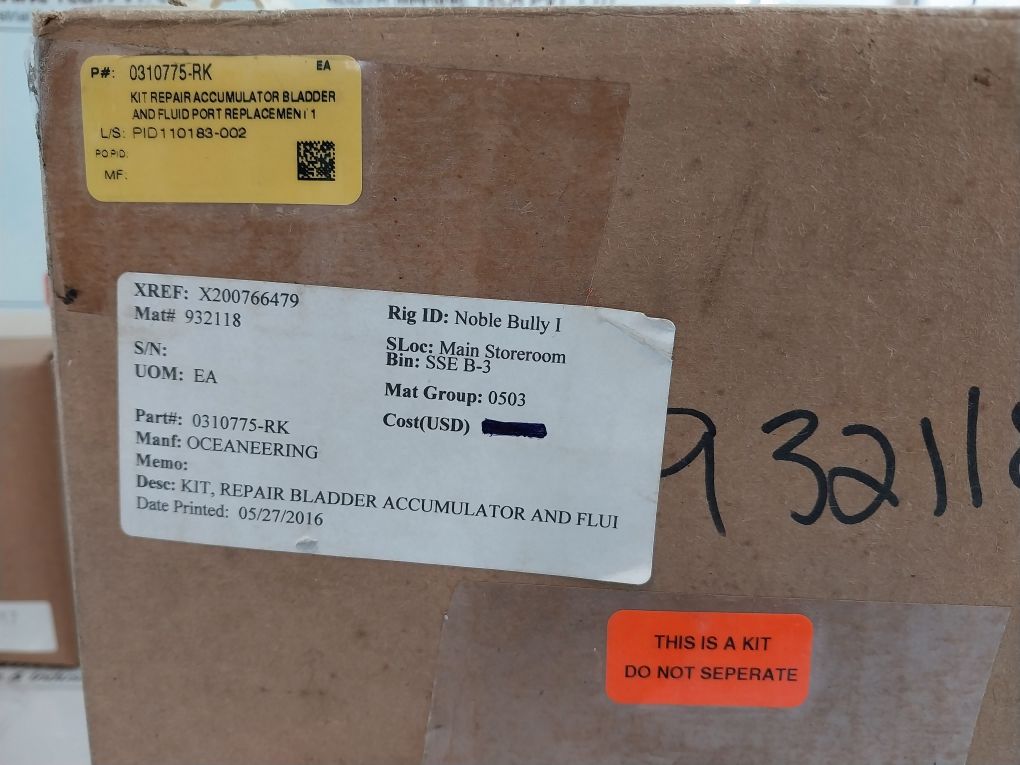 P#: 0310775-RK EA
KIT REPAIR ACCUMULATOR BLADDER
AND FLUID PORT REPLACEMENT 1
L/S: PID110183-002
PO PID:
MF:
XREF: X200766479
Mat# 932118
S/N:
UOM: EA
Part#: 0310775-RK
Manf: OCEANEERING
Memo:
Desc: KIT, REPAIR BLADDER ACCUMULATOR AND FLUI
Date Printed: 05/27/2016
Rig ID: Noble Bully I
SLoc: Main Storeroom
Bin: SSE B-3
Mat Group: 0503
Cost(USD)
932118
THIS IS A KIT
DO NOT SEPERATE